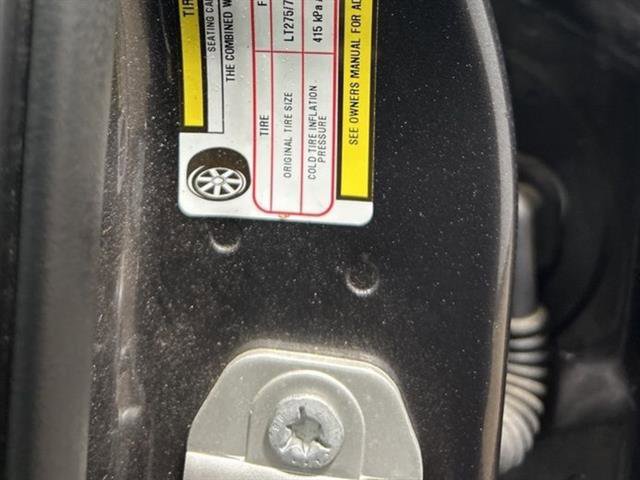 TIR
SEATING CA
THE COMBINED W
TIRE F
ORIGINAL TIRE SIZE LT275/7
COLD TIRE INFLATION PRESSURE 415 kPa
SEE OWNERS MANUAL FOR AD